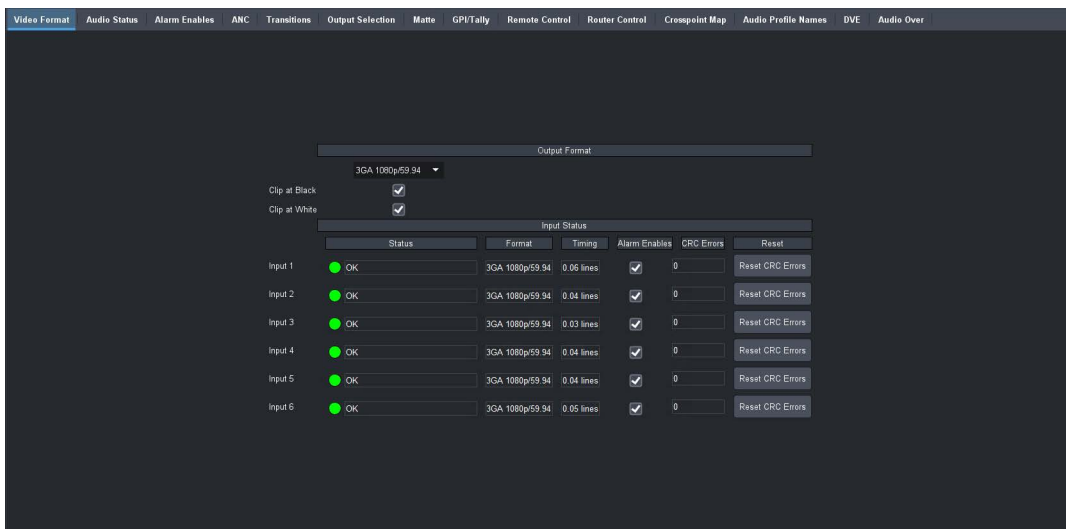 Video Format Audio Status Alarm Enables ANC Transitions Output Selection Matte GPI/Tally Remote Control Router Control Crosspoint Map Audio Profile Names DVE Audio Over
Output Format
3GA 1080p/59.94
Clip at Black
Clip at White
Input Status
Status Format Timing Alarm Enables CRC Errors Reset
Input 1 OK 3GA 1080p/59.94 0.06 lines 0 Reset CRC Errors
Input 2 OK 3GA 1080p/59.94 0.04 lines 0 Reset CRC Errors
Input 3 OK 3GA 1080p/59.94 0.03 lines 0 Reset CRC Errors
Input 4 OK 3GA 1080p/59.94 0.04 lines 0 Reset CRC Errors
Input 5 OK 3GA 1080p/59.94 0.04 lines 0 Reset CRC Errors
Input 6 OK 3GA 1080p/59.94 0.05 lines 0 Reset CRC Errors